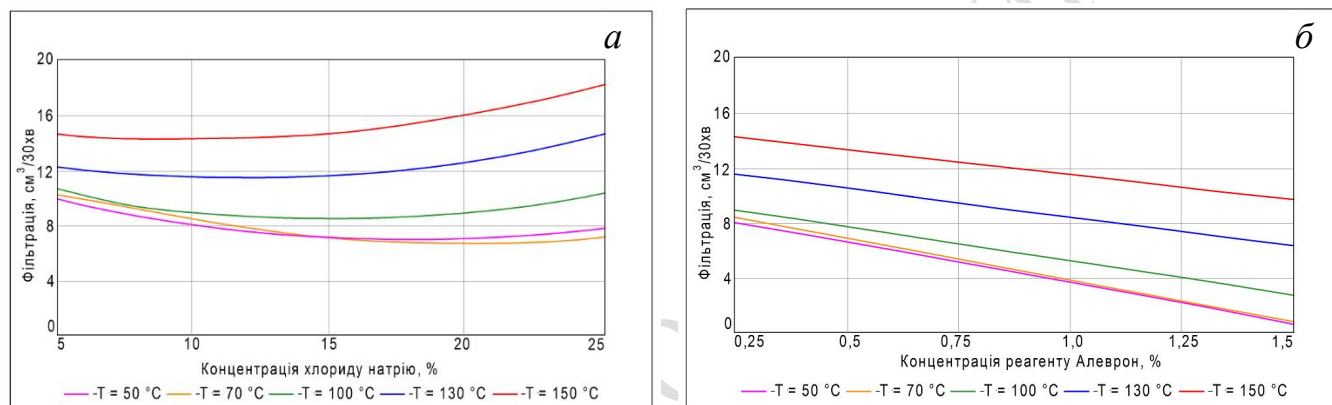 а
20
16
12
8
4
0
Фільтрація, см³/30хв
5
10
15
20
25
Концентрація хлориду натрію, %
-T = 50 °C -T = 70 °C -T = 100 °C -T = 130 °C -T = 150 °C
б
20
16
12
8
4
0
Фільтрація, см³/30хв
0,25
0,5
0,75
1,0
1,25
1,5
Концентрація реагенту Алеврон, %
-T = 50 °C -T = 70 °C -T = 100 °C -T = 130 °C -T = 150 °C